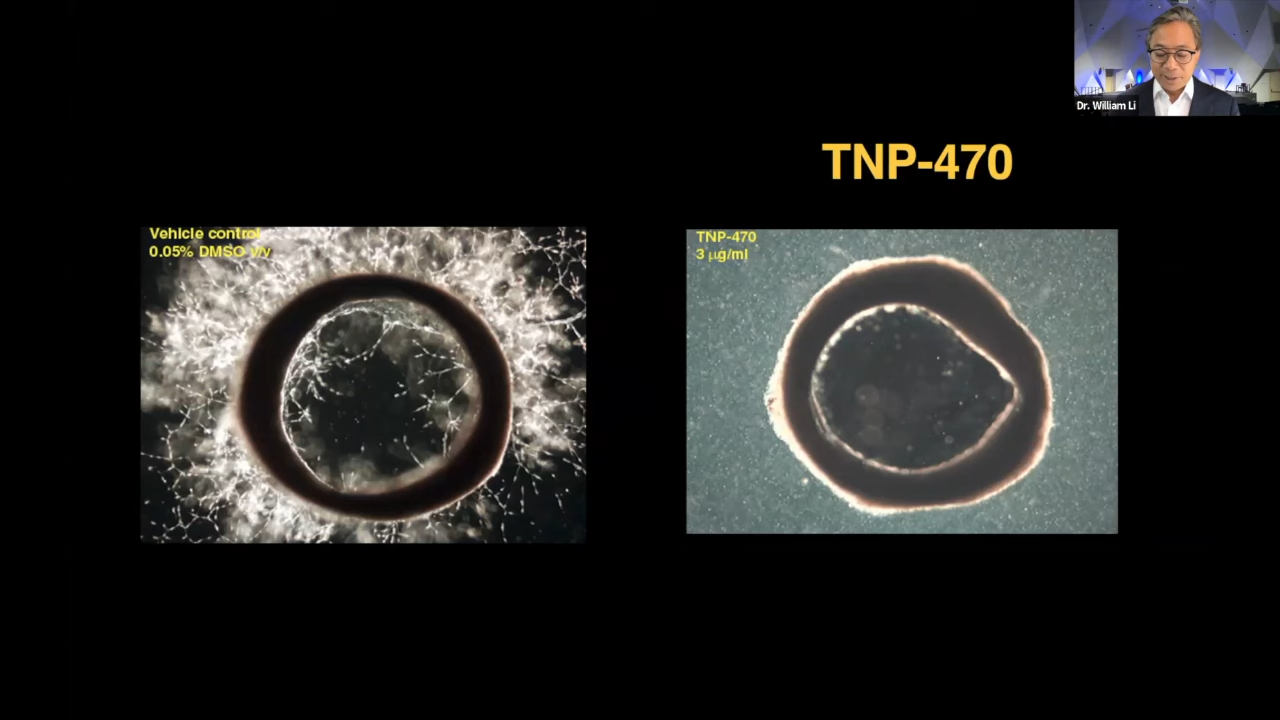 Dr. William Li
TNP-470
Vehicle control
0.05% DMSO v/v
TNP-470
3 µg/ml